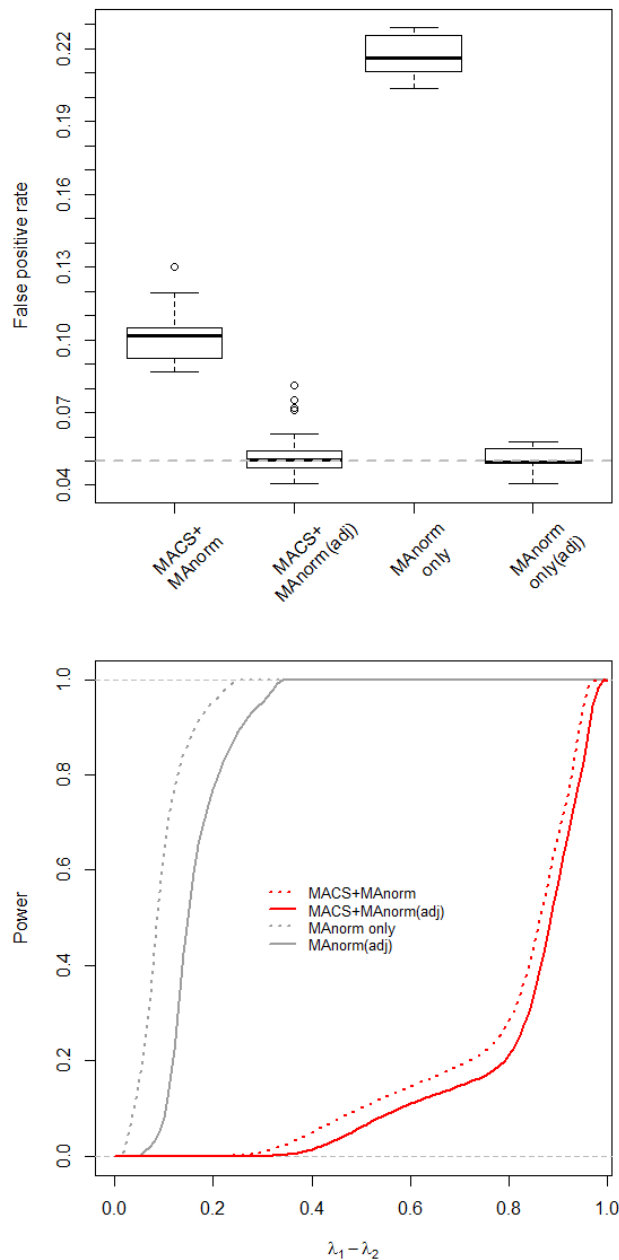 False positive rate
0.22
0.19
0.16
0.13
0.10
0.07
0.04
MACS+
MAnorm
MACS+
MAnorm(adj)
MAnorm
only
MAnorm
only(adj)
Power
1.0
0.8
0.6
0.4
0.2
0.0
MACS+MAnorm
MACS+MAnorm(adj)
MAnorm only
MAnorm(adj)
0.0 0.2 0.4 0.6 0.8 1.0
λ₁ − λ₂